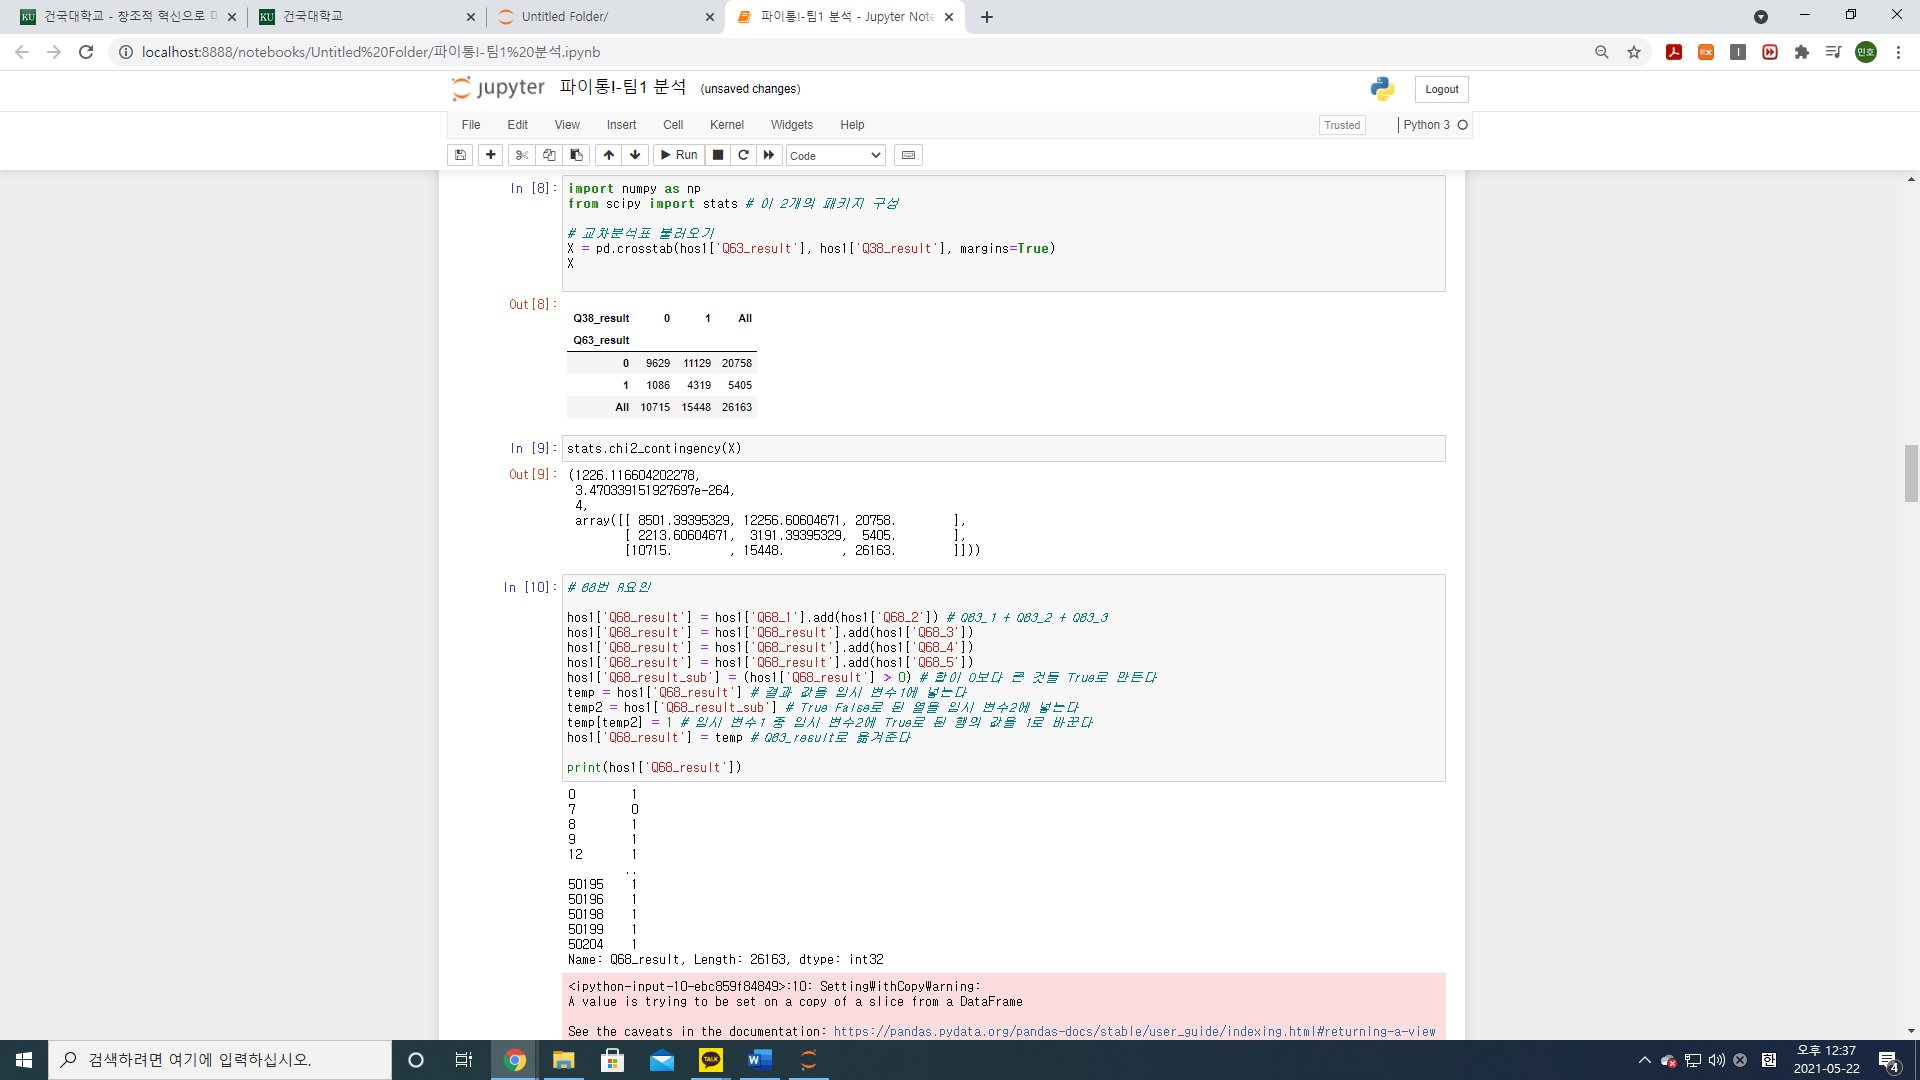 건국대학교 - 창조적 혁신으로 미
건국대학교
Untitled Folder/
파이통!-팀1 분석 - Jupyter Note
localhost:8888/notebooks/Untitled%20Folder/파이통!-팀1%20분석.ipynb
jupyter 파이통!-팀1 분석 (unsaved changes)
Logout
File Edit View Insert Cell Kernel Widgets Help
Trusted
Python 3
Run
Code
In [8]:
import numpy as np
from scipy import stats # 이 2개의 패키지 구성
# 교차분석표 불러오기
X = pd.crosstab(hos1['Q63_result'], hos1['Q38_result'], margins=True)
X
Out[8]:
Q38_result 0 1 All
Q63_result
0 9629 11129 20758
1 1086 4319 5405
All 10715 15448 26163
In [9]: stats.chi2_contingency(X)
Out[9]: (1226.116604202278,
3.470339151927697e-264,
4,
array([[ 8501.39395329, 12256.60604671, 20758. ],
[ 2213.60604671, 3191.39395329, 5405. ],
[10715. , 15448. , 26163. ]]))
In [10]: # 68번 A요인
hos1['Q68_result'] = hos1['Q68_1'].add(hos1['Q68_2']) # Q63_1 + Q63_2 + Q63_3
hos1['Q68_result'] = hos1['Q68_result'].add(hos1['Q68_3'])
hos1['Q68_result'] = hos1['Q68_result'].add(hos1['Q68_4'])
hos1['Q68_result'] = hos1['Q68_result'].add(hos1['Q68_5'])
hos1['Q68_result_sub'] = (hos1['Q68_result'] > 0) # 합이 0보다 큰 것들 True로 만든다
temp = hos1['Q68_result'] # 결과 값을 임시 변수1에 넣는다
temp2 = hos1['Q68_result_sub'] # True False로 된 열을 임시 변수2에 넣는다
temp[temp2] = 1 # 임시 변수1 중 임시 변수2에 True로 된 행의 값을 1로 바꾼다
hos1['Q68_result'] = temp # Q63_result로 옮겨준다
print(hos1['Q68_result'])
0 1
7 0
8 1
9 1
12 1
..
50195 1
50196 1
50198 1
50199 1
50204 1
Name: Q68_result, Length: 26163, dtype: int32
<ipython-input-10-ebc859f84849>:10: SettingWithCopyWarning:
A value is trying to be set on a copy of a slice from a DataFrame
See the caveats in the documentation: https://pandas.pydata.org/pandas-docs/stable/user_guide/indexing.html#returning-a-view
검색하려면 여기에 입력하십시오.
오후 12:37
2021-05-22
4